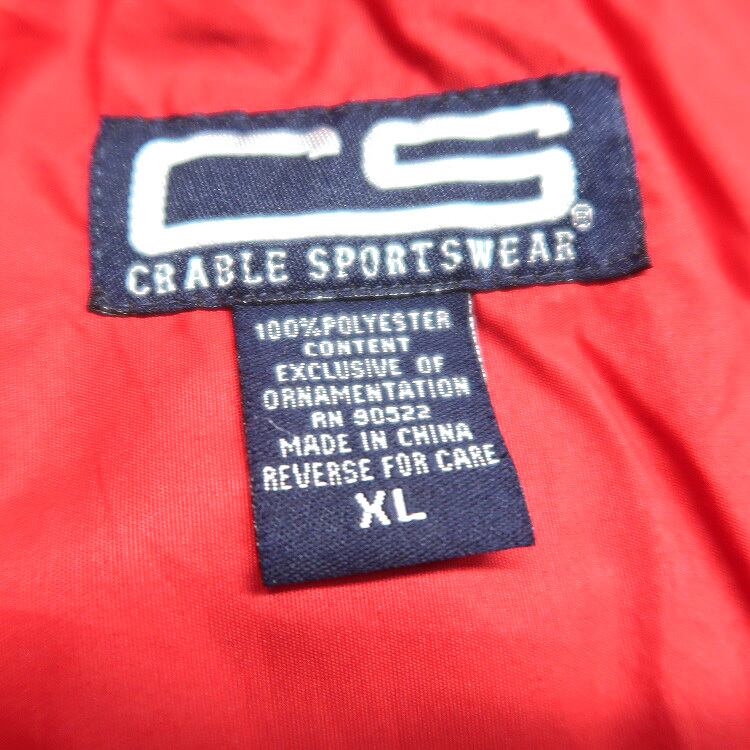 CS®
CRABLE SPORTSWEAR
100%POLYESTER
CONTENT
EXCLUSIVE OF
ORNAMENTATION
RN 90522
MADE IN CHINA
REVERSE FOR CARE
XL